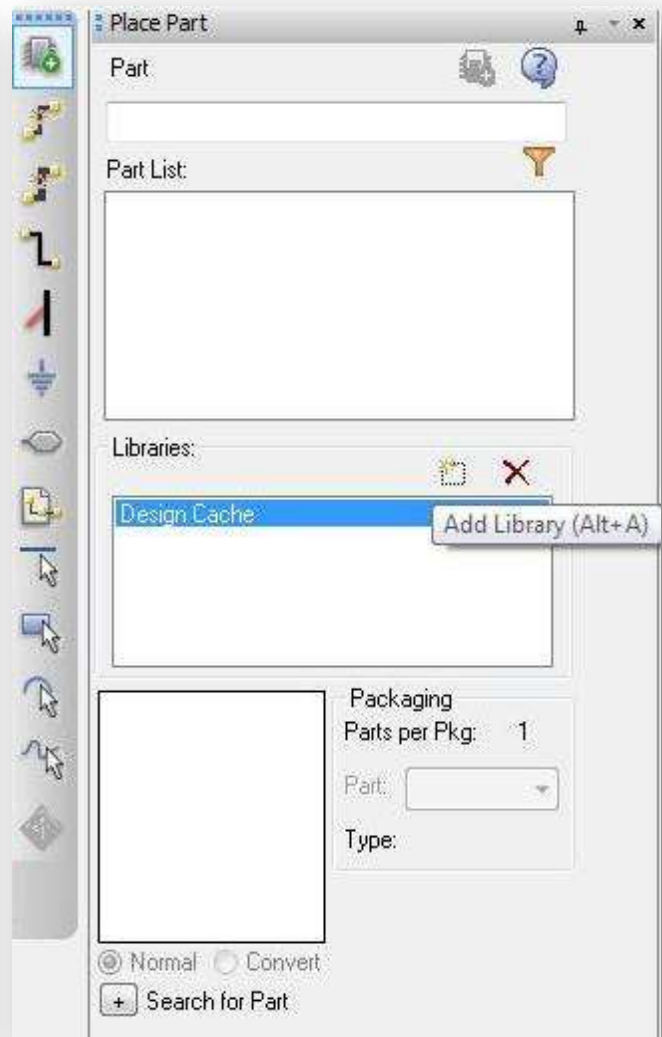 Place Part
Part
Part List:
Libraries:
Design Cache
Add Library (Alt+A)
Packaging
Parts per Pkg: 1
Part:
Type:
Normal Convert
+ Search for Part